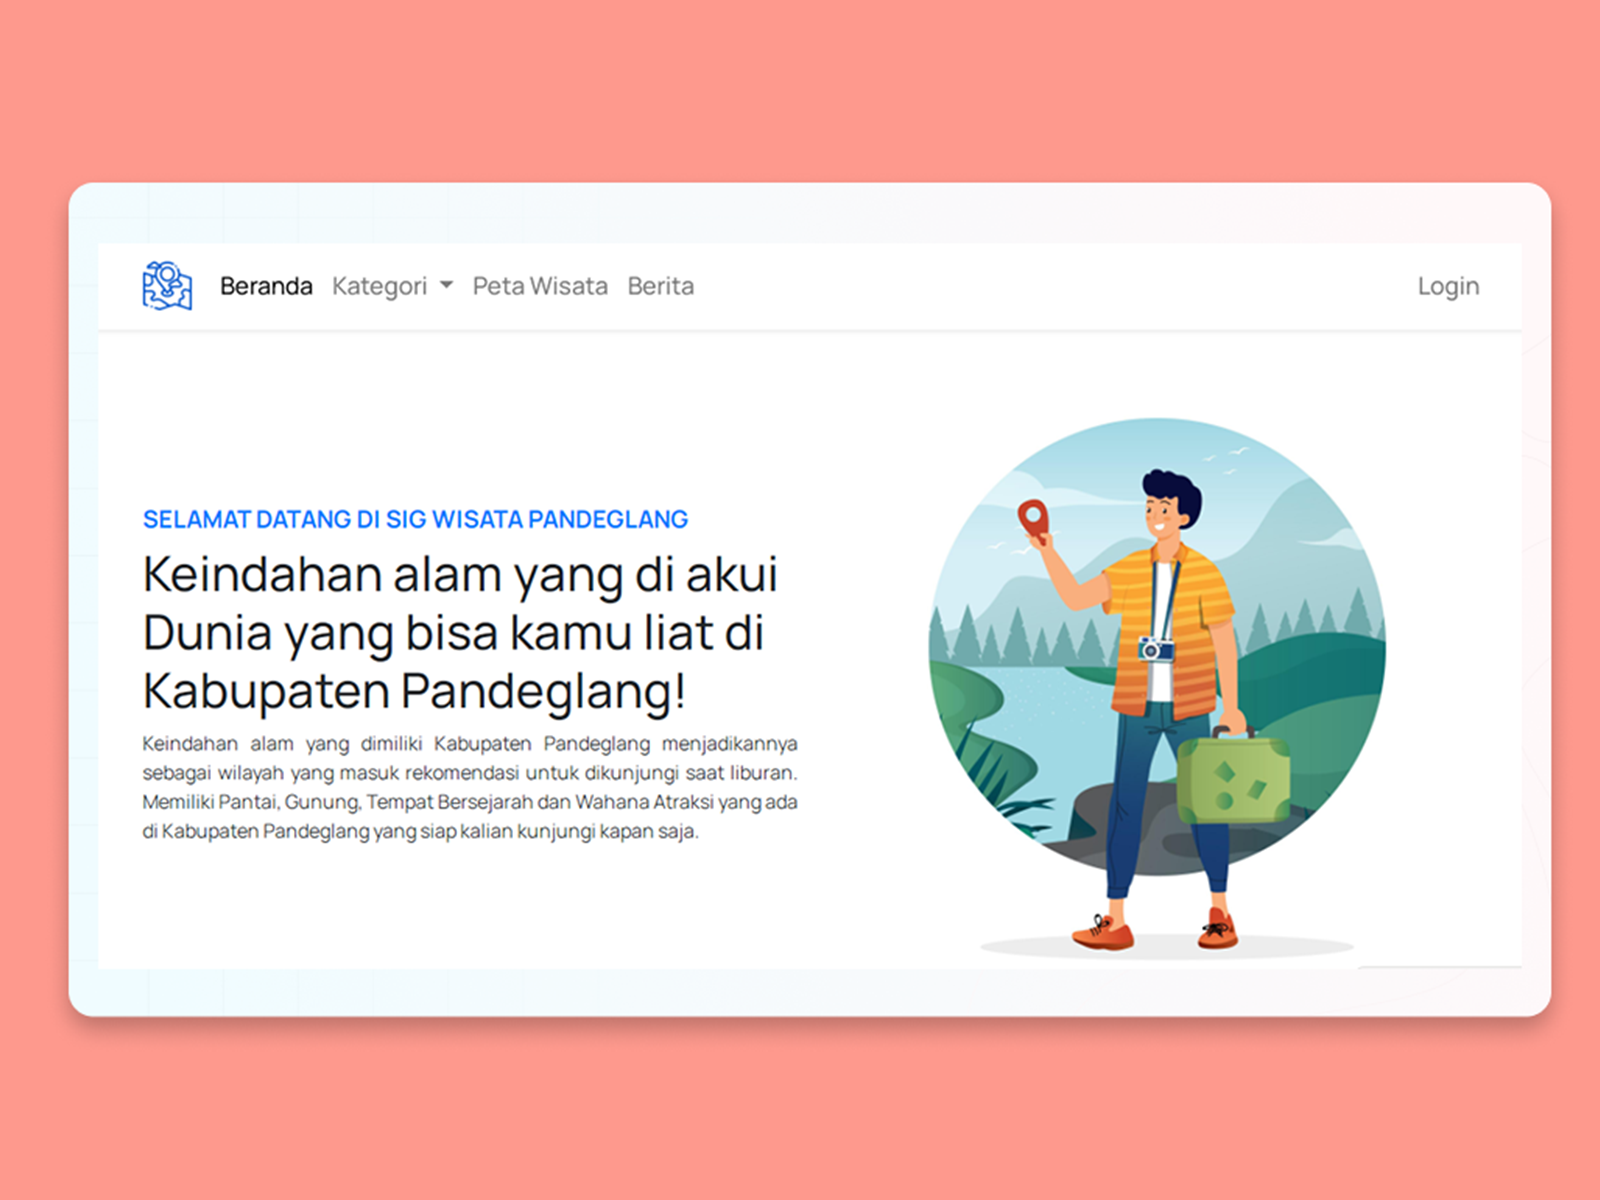 Beranda Kategori Peta Wisata Berita Login
SELAMAT DATANG DI SIG WISATA PANDEGLANG
Keindahan alam yang di akui
Dunia yang bisa kamu liat di
Kabupaten Pandeglang!
Keindahan alam yang dimiliki Kabupaten Pandeglang menjadikannya
sebagai wilayah yang masuk rekomendasi untuk dikunjungi saat liburan.
Memiliki Pantai, Gunung, Tempat Bersejarah dan Wahana Atraksi yang ada
di Kabupaten Pandeglang yang siap kalian kunjungi kapan saja.